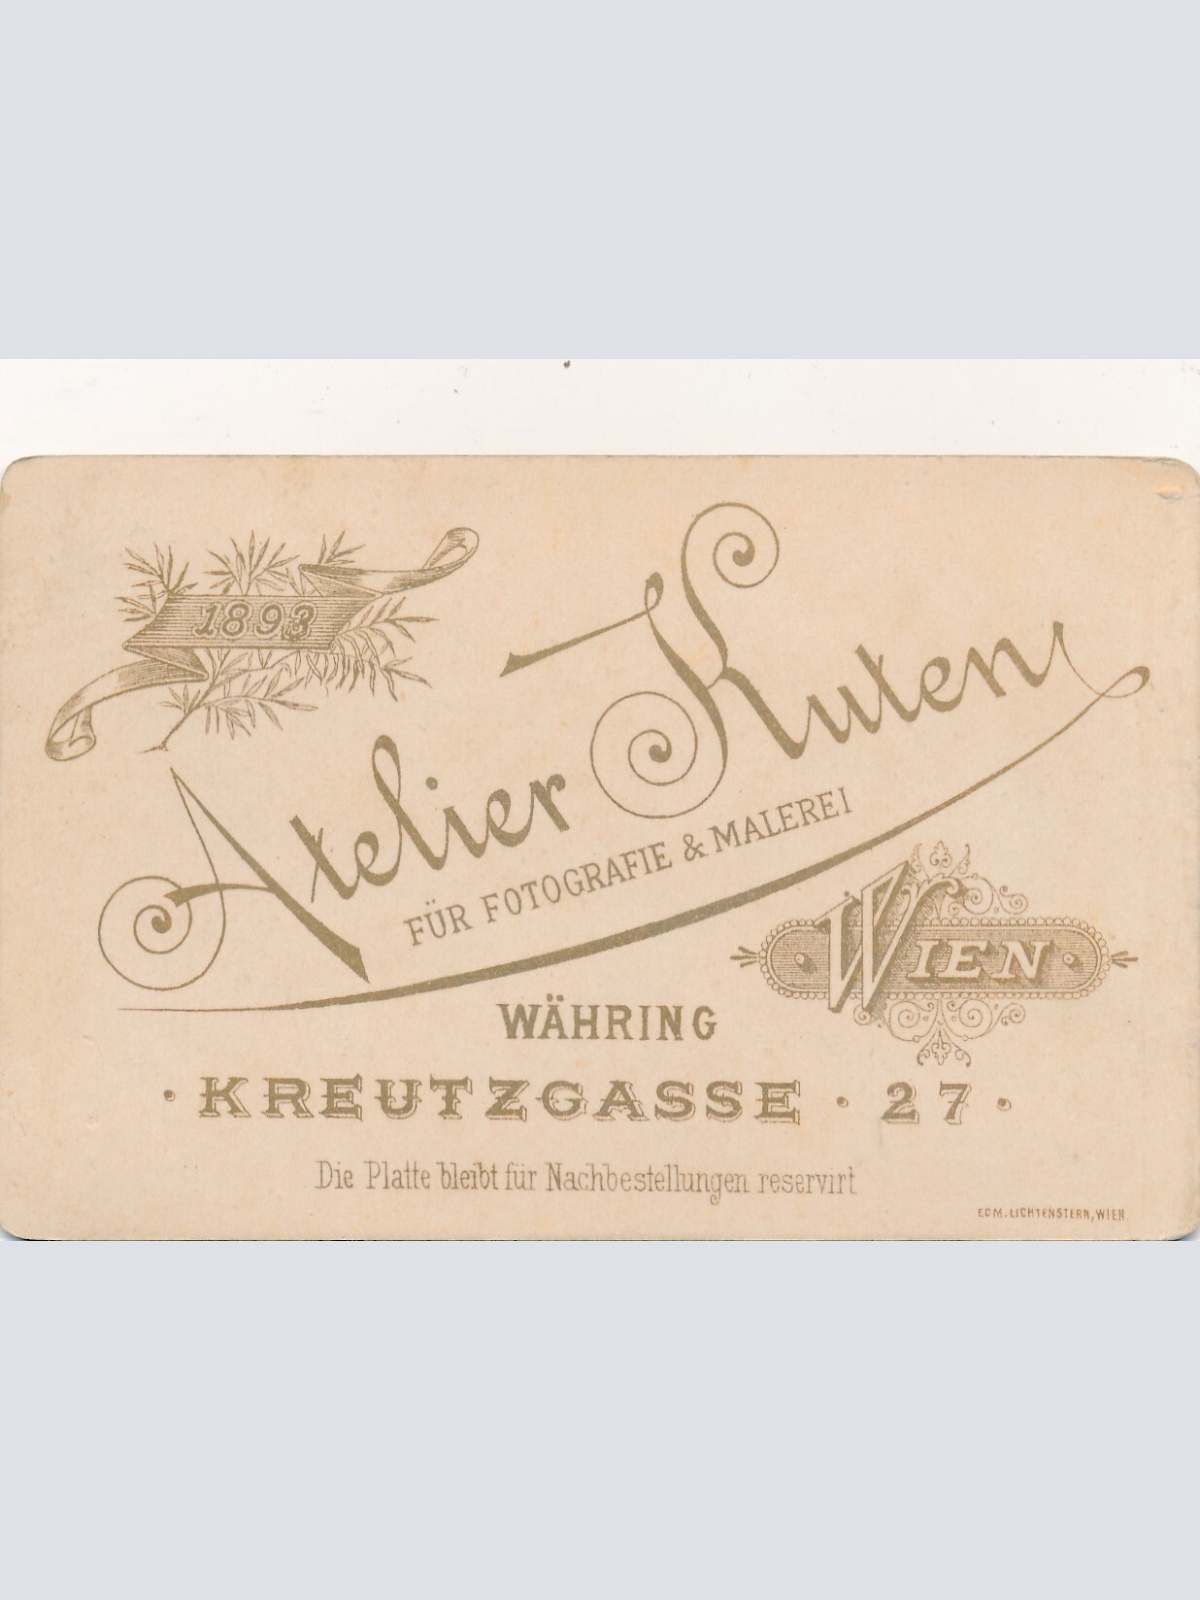 1893
Atelier Kuten
FÜR FOTOGRAFIE & MALEREI
WIEN
WÄHRING
· KREUTZGASSE · 27 ·
Die Platte bleibt für Nachbestellungen reservirt
EDM. LICHTENSTERN, WIEN.